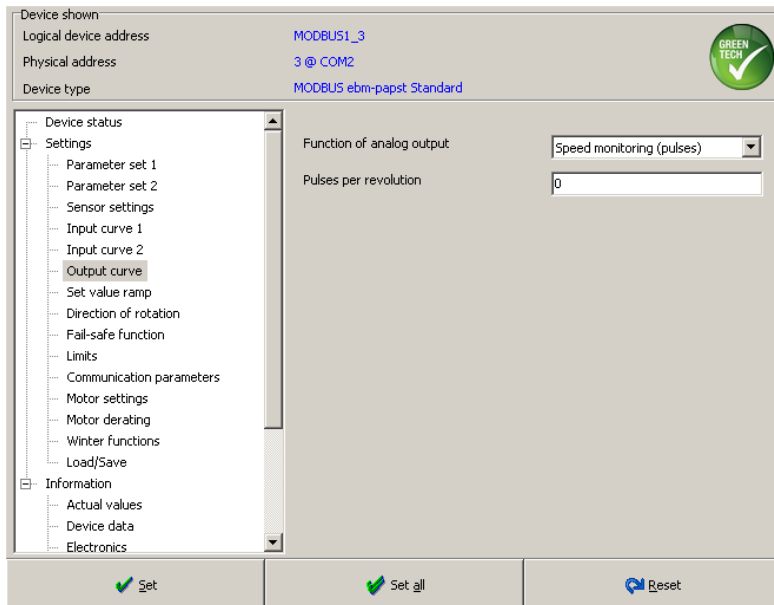 Device shown
Logical device address MODBUS1_3
Physical address 3 @ COM2
Device type MODBUS ebm-papst Standard
GREEN
TECH
Device status
Settings
Parameter set 1
Parameter set 2
Sensor settings
Input curve 1
Input curve 2
Output curve
Set value ramp
Direction of rotation
Fail-safe function
Limits
Communication parameters
Motor settings
Motor derating
Winter functions
Load/Save
Information
Actual values
Device data
Electronics
Function of analog output Speed monitoring (pulses)
Pulses per revolution 0
Set Set all Reset